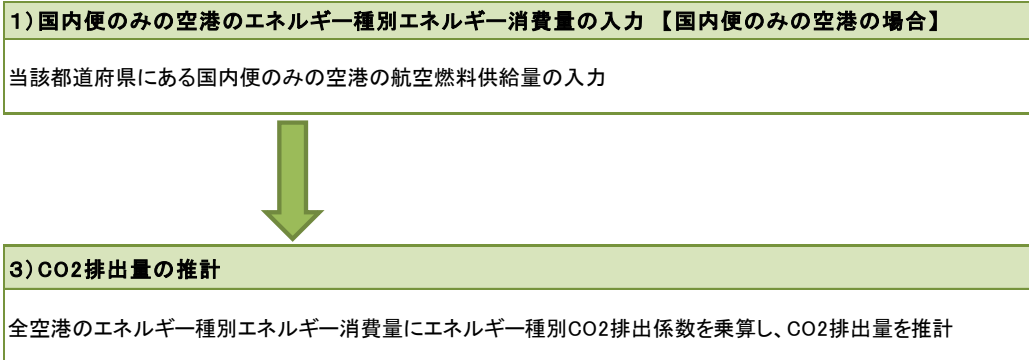 1)国内便のみの空港のエネルギー種別エネルギー消費量の入力 【国内便のみの空港の場合】
当該都道府県にある国内便のみの空港の航空燃料供給量の入力
3)CO2排出量の推計
全空港のエネルギー種別エネルギー消費量にエネルギー種別CO2排出係数を乗算し、CO2排出量を推計